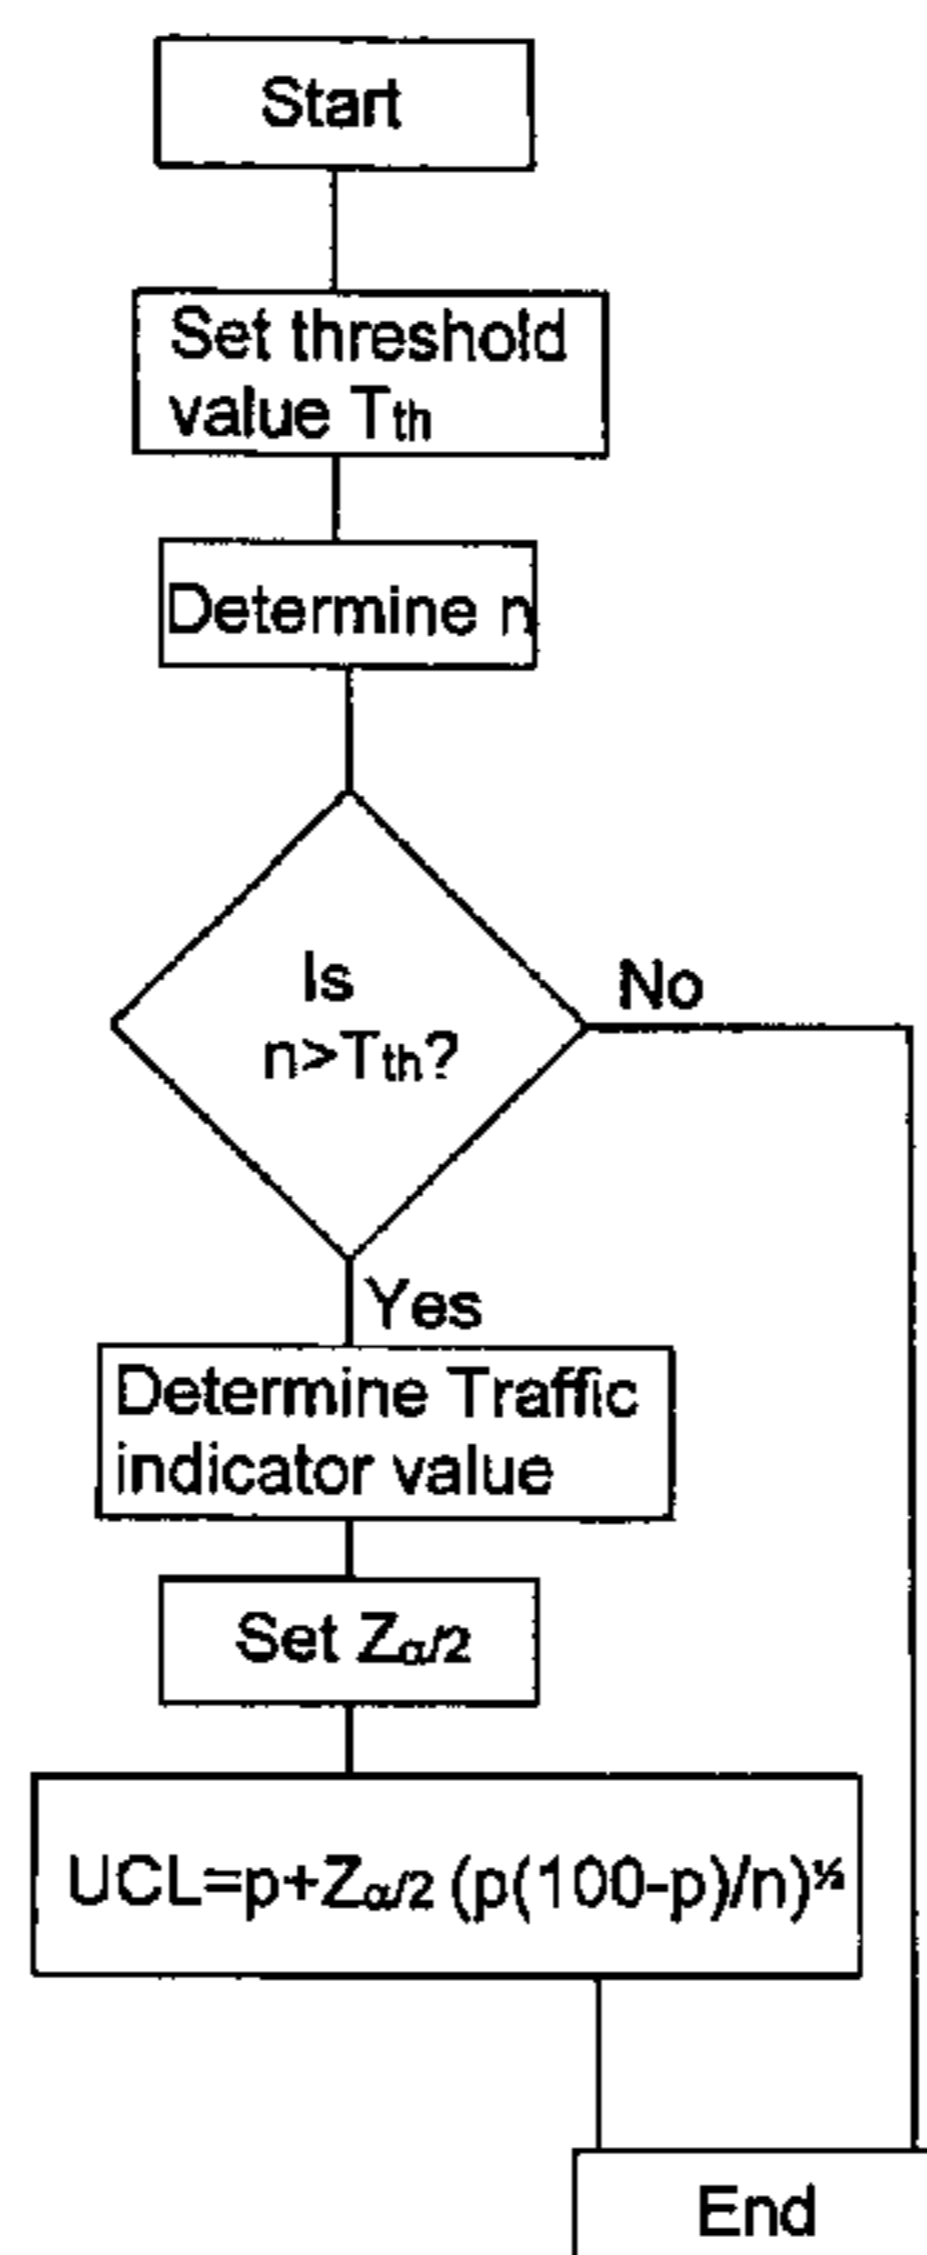 Start
Set threshold
value Tth
Determine n
Is
n>Tth?
No
Yes
Determine Traffic
indicator value
Set Zα/2
UCL=p+Zα/2 (p(100-p)/n)½
End